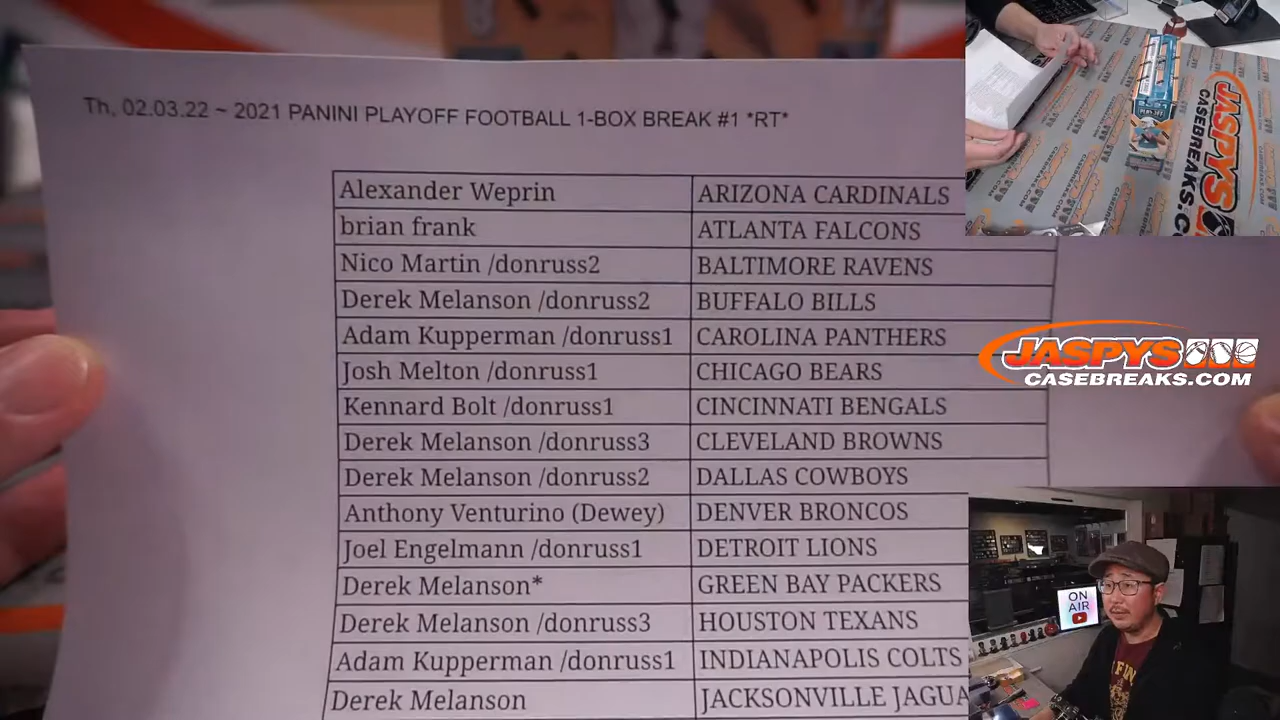 Th, 02.03.22 ~ 2021 PANINI PLAYOFF FOOTBALL 1-BOX BREAK #1 *RT*
Alexander Weprin ARIZONA CARDINALS
brian frank ATLANTA FALCONS
Nico Martin /donruss2 BALTIMORE RAVENS
Derek Melanson /donruss2 BUFFALO BILLS
Adam Kupperman /donruss1 CAROLINA PANTHERS
Josh Melton /donruss1 CHICAGO BEARS
Kennard Bolt /donruss1 CINCINNATI BENGALS
Derek Melanson /donruss3 CLEVELAND BROWNS
Derek Melanson /donruss2 DALLAS COWBOYS
Anthony Venturino (Dewey) DENVER BRONCOS
Joel Engelmann /donruss1 DETROIT LIONS
Derek Melanson* GREEN BAY PACKERS
Derek Melanson /donruss3 HOUSTON TEXANS
Adam Kupperman /donruss1 INDIANAPOLIS COLTS
Derek Melanson JACKSONVILLE JAGUA
JASPYS
CASEBREAKS.C
JASPYS
CASEBREAKS.COM
ON
AIR